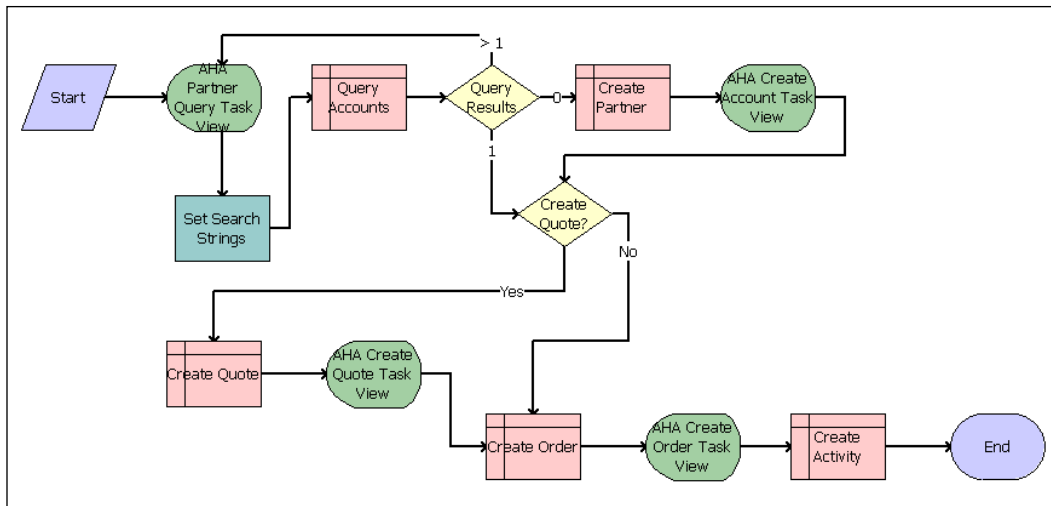 > 1
Start
AHA
Partner
Query Task
View
Query
Accounts
Query
Results
0
Create
Partner
AHA Create
Account Task
View
1
Set Search
Strings
Create
Quote?
No
Yes
Create Quote
AHA Create
Quote Task
View
Create Order
AHA Create
Order Task
View
Create
Activity
End